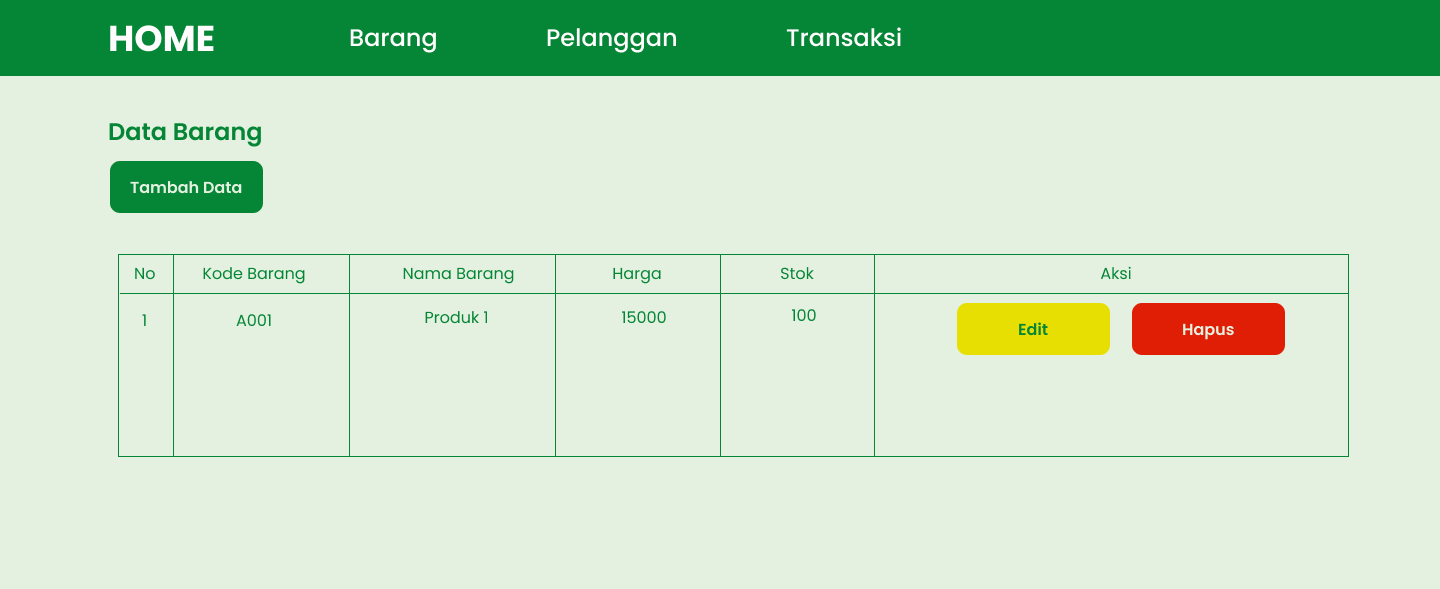 HOME Barang Pelanggan Transaksi
Data Barang
Tambah Data
No Kode Barang Nama Barang Harga Stok Aksi
1 A001 Produk 1 15000 100 Edit Hapus